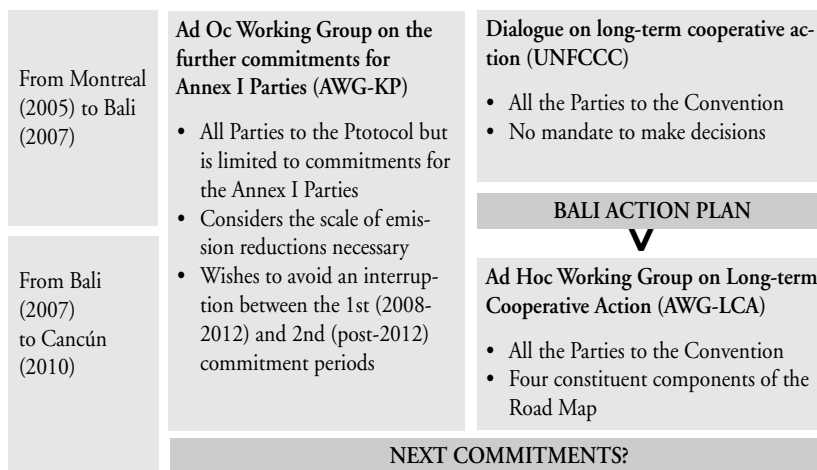 From Montreal
(2005) to Bali
(2007)
From Bali
(2007)
to Cancún
(2010)
Ad Oc Working Group on the
further commitments for
Annex I Parties (AWG-KP)
• All Parties to the Ptotocol but
is limited to commitments for
the Annex I Parties
• Considers the scale of emis-
sion reductions necessary
• Wishes to avoid an interrup-
tion between the 1st (2008-
2012) and 2nd (post-2012)
commitment periods
Dialogue on long-term cooperative ac-
tion (UNFCCC)
• All the Parties to the Convention
• No mandate to make decisions
BALI ACTION PLAN
Ad Hoc Working Group on Long-term
Cooperative Action (AWG-LCA)
• All the Parties to the Convention
• Four constituent components of the
Road Map
NEXT COMMITMENTS?